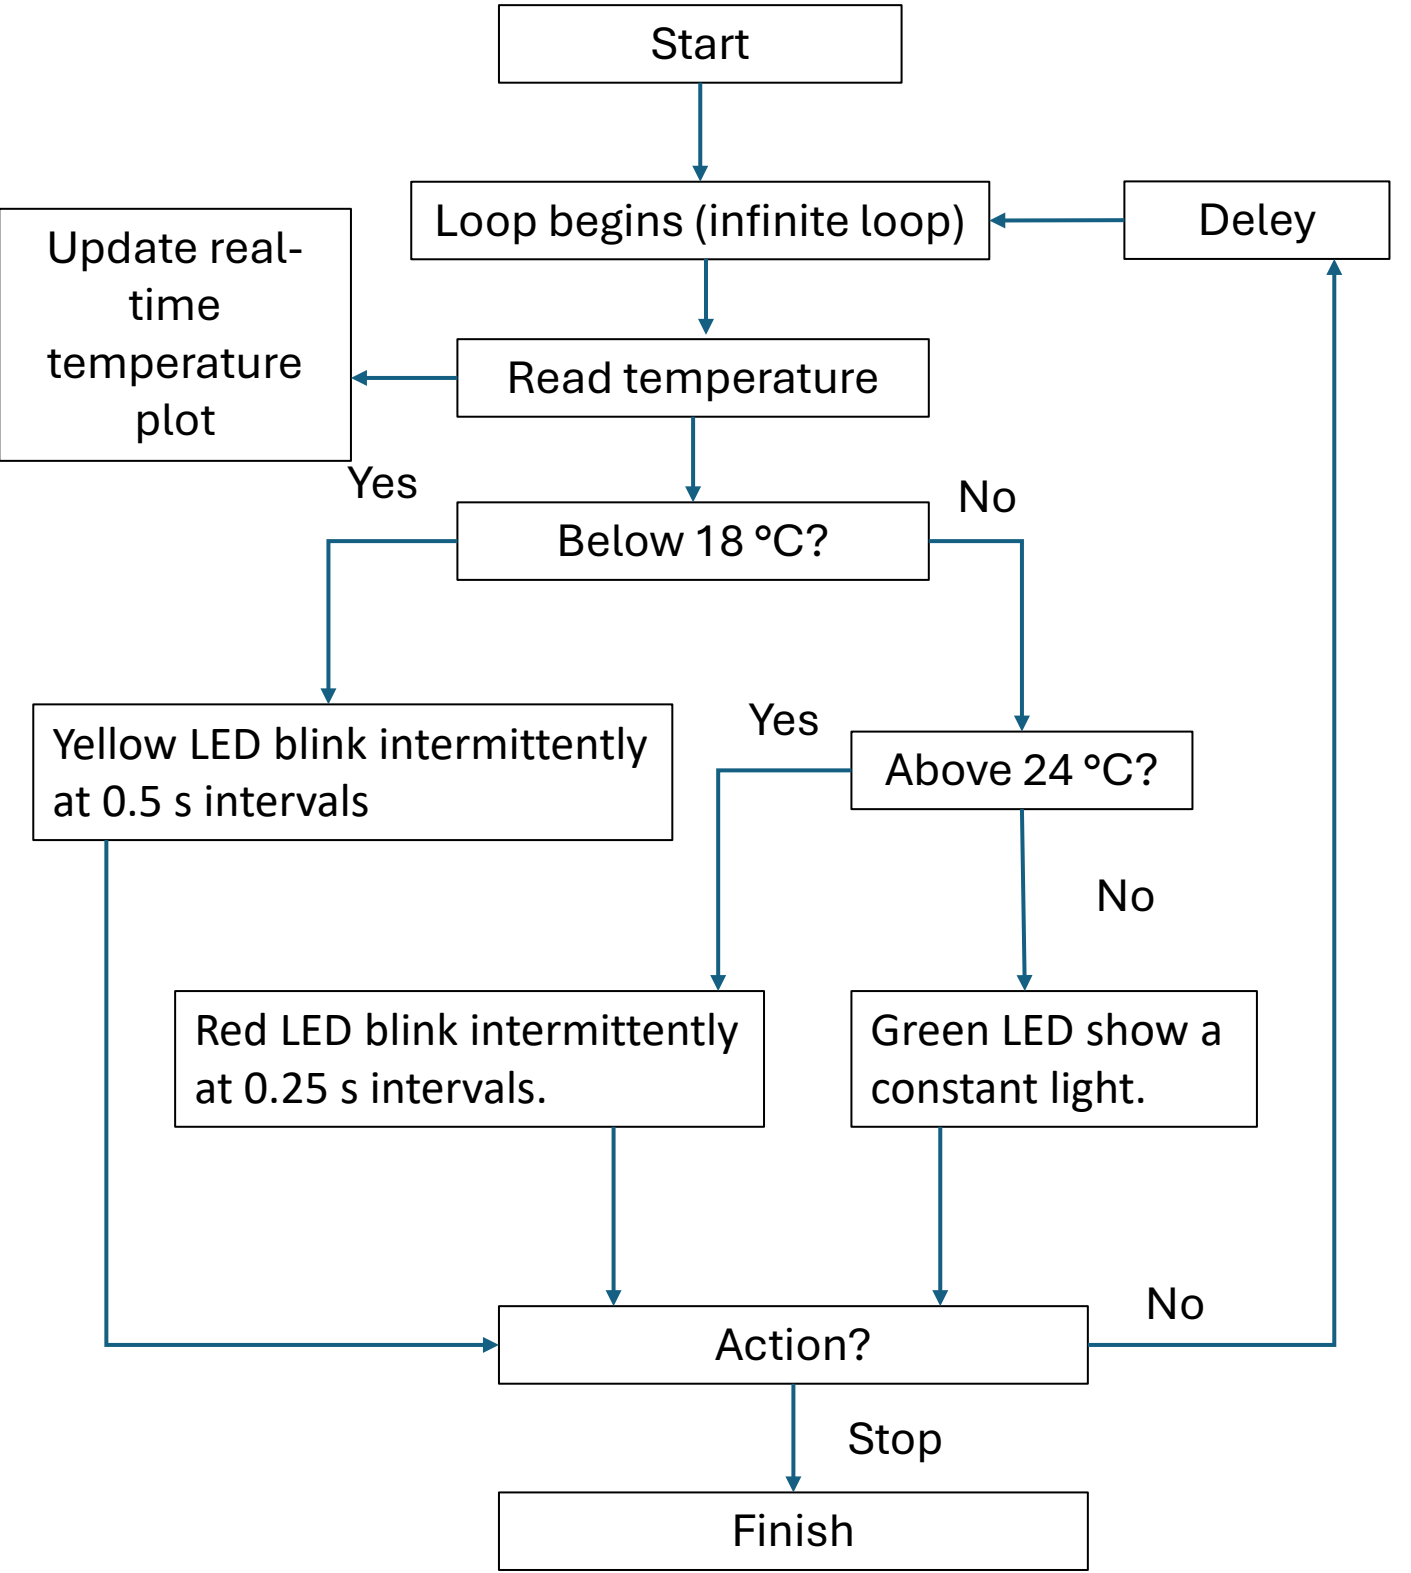 Start
Loop begins (infinite loop)
Deley
Update real-
time
temperature
plot
Read temperature
Yes
No
Below 18 °C?
Yellow LED blink intermittently
at 0.5 s intervals
Yes
Above 24 °C?
No
Red LED blink intermittently
at 0.25 s intervals.
Green LED show a
constant light.
Action?
No
Stop
Finish